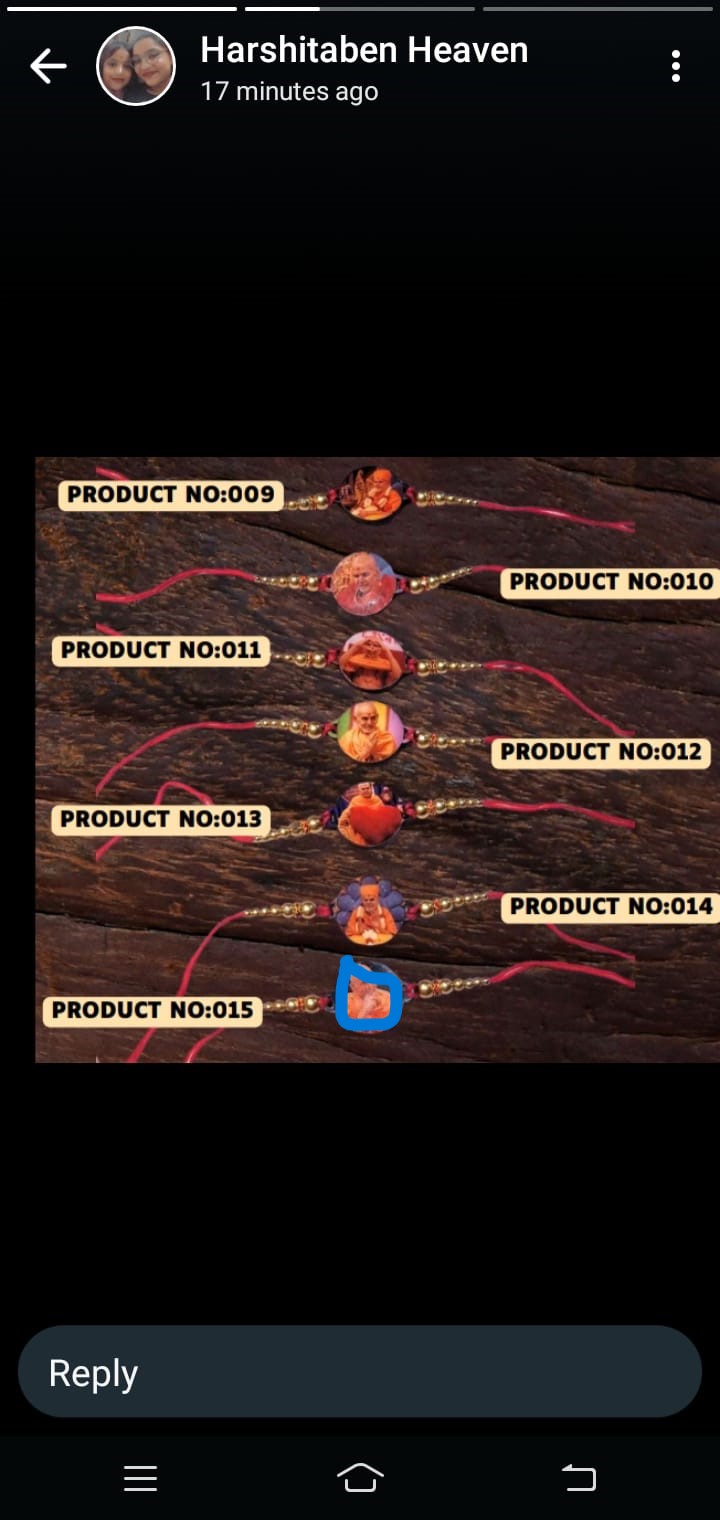 Harshitaben Heaven
17 minutes ago
PRODUCT NO:009
PRODUCT NO:010
PRODUCT NO:011
PRODUCT NO:012
PRODUCT NO:013
PRODUCT NO:014
PRODUCT NO:015
Reply